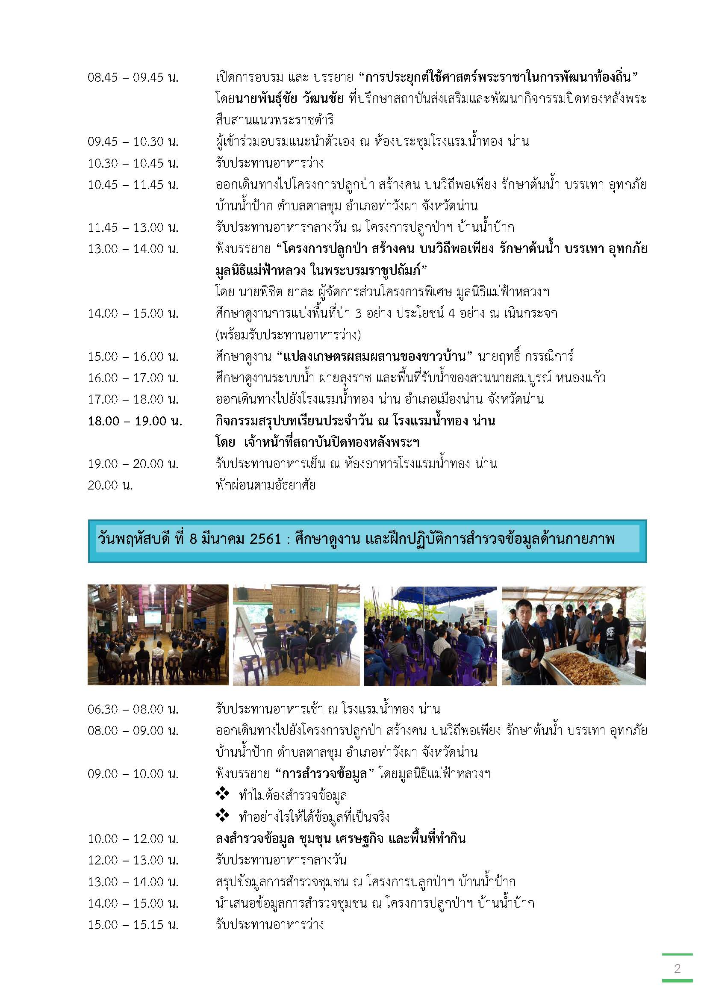 08.45 – 09.45 น. เปิดการอบรม และ บรรยาย “การประยุกต์ใช้ศาสตร์พระราชาในการพัฒนาท้องถิ่น”
โดยนายพันธุ์ชัย วัฒนชัย ที่ปรึกษาสถาบันส่งเสริมและพัฒนากิจกรรมปิดทองหลังพระ
สืบสานแนวพระราชดำริ
09.45 – 10.30 น. ผู้เข้าร่วมอบรมแนะนำตัวเอง ณ ห้องประชุมโรงแรมน้ำทอง น่าน
10.30 – 10.45 น. รับประทานอาหารว่าง
10.45 – 11.45 น. ออกเดินทางไปโครงการปลูกป่า สร้างคน บนวิถีพอเพียง รักษาต้นน้ำ บรรเทา อุทกภัย
บ้านน้ำป้าก ตำบลตาลชุม อำเภอท่าวังผา จังหวัดน่าน
11.45 – 13.00 น. รับประทานอาหารกลางวัน ณ โครงการปลูกป่าฯ บ้านน้ำป้าก
13.00 – 14.00 น. ฟังบรรยาย “โครงการปลูกป่า สร้างคน บนวิถีพอเพียง รักษาต้นน้ำ บรรเทา อุทกภัย
มูลนิธิแม่ฟ้าหลวง ในพระบรมราชูปถัมภ์”
โดย นายพิชิต ยาละ ผู้จัดการส่วนโครงการพิเศษ มูลนิธิแม่ฟ้าหลวงฯ
14.00 – 15.00 น. ศึกษาดูงานการแบ่งพื้นที่ป่า 3 อย่าง ประโยชน์ 4 อย่าง ณ เนินกระจก
(พร้อมรับประทานอาหารว่าง)
15.00 – 16.00 น. ศึกษาดูงาน “แปลงเกษตรผสมผสานของชาวบ้าน” นายฤทธิ์ กรรณิการ์
16.00 – 17.00 น. ศึกษาดูงานระบบน้ำ ฝายลุงราช และพื้นที่รับน้ำของสวนนายสมบูรณ์ หนองแก้ว
17.00 – 18.00 น. ออกเดินทางไปยังโรงแรมน้ำทอง น่าน อำเภอเมืองน่าน จังหวัดน่าน
18.00 – 19.00 น. กิจกรรมสรุปบทเรียนประจำวัน ณ โรงแรมน้ำทอง น่าน
โดย เจ้าหน้าที่สถาบันปิดทองหลังพระฯ
19.00 – 20.00 น. รับประทานอาหารเย็น ณ ห้องอาหารโรงแรมน้ำทอง น่าน
20.00 น. พักผ่อนตามอัธยาศัย
วันพฤหัสบดี ที่ 8 มีนาคม 2561 : ศึกษาดูงาน และฝึกปฏิบัติการสำรวจข้อมูลด้านกายภาพ
06.30 – 08.00 น. รับประทานอาหารเช้า ณ โรงแรมน้ำทอง น่าน
08.00 – 09.00 น. ออกเดินทางไปยังโครงการปลูกป่า สร้างคน บนวิถีพอเพียง รักษาต้นน้ำ บรรเทา อุทกภัย
บ้านน้ำป้าก ตำบลตาลชุม อำเภอท่าวังผา จังหวัดน่าน
09.00 – 10.00 น. ฟังบรรยาย “การสำรวจข้อมูล” โดยมูลนิธิแม่ฟ้าหลวงฯ
❖ ทำไมต้องสำรวจข้อมูล
❖ ทำอย่างไรให้ได้ข้อมูลที่เป็นจริง
10.00 – 12.00 น. ลงสำรวจข้อมูล ชุมชุน เศรษฐกิจ และพื้นที่ทำกิน
12.00 – 13.00 น. รับประทานอาหารกลางวัน
13.00 – 14.00 น. สรุปข้อมูลการสำรวจชุมชน ณ โครงการปลูกป่าฯ บ้านน้ำป้าก
14.00 – 15.00 น. นำเสนอข้อมูลการสำรวจชุมชน ณ โครงการปลูกป่าฯ บ้านน้ำป้าก
15.00 – 15.15 น. รับประทานอาหารว่าง
2